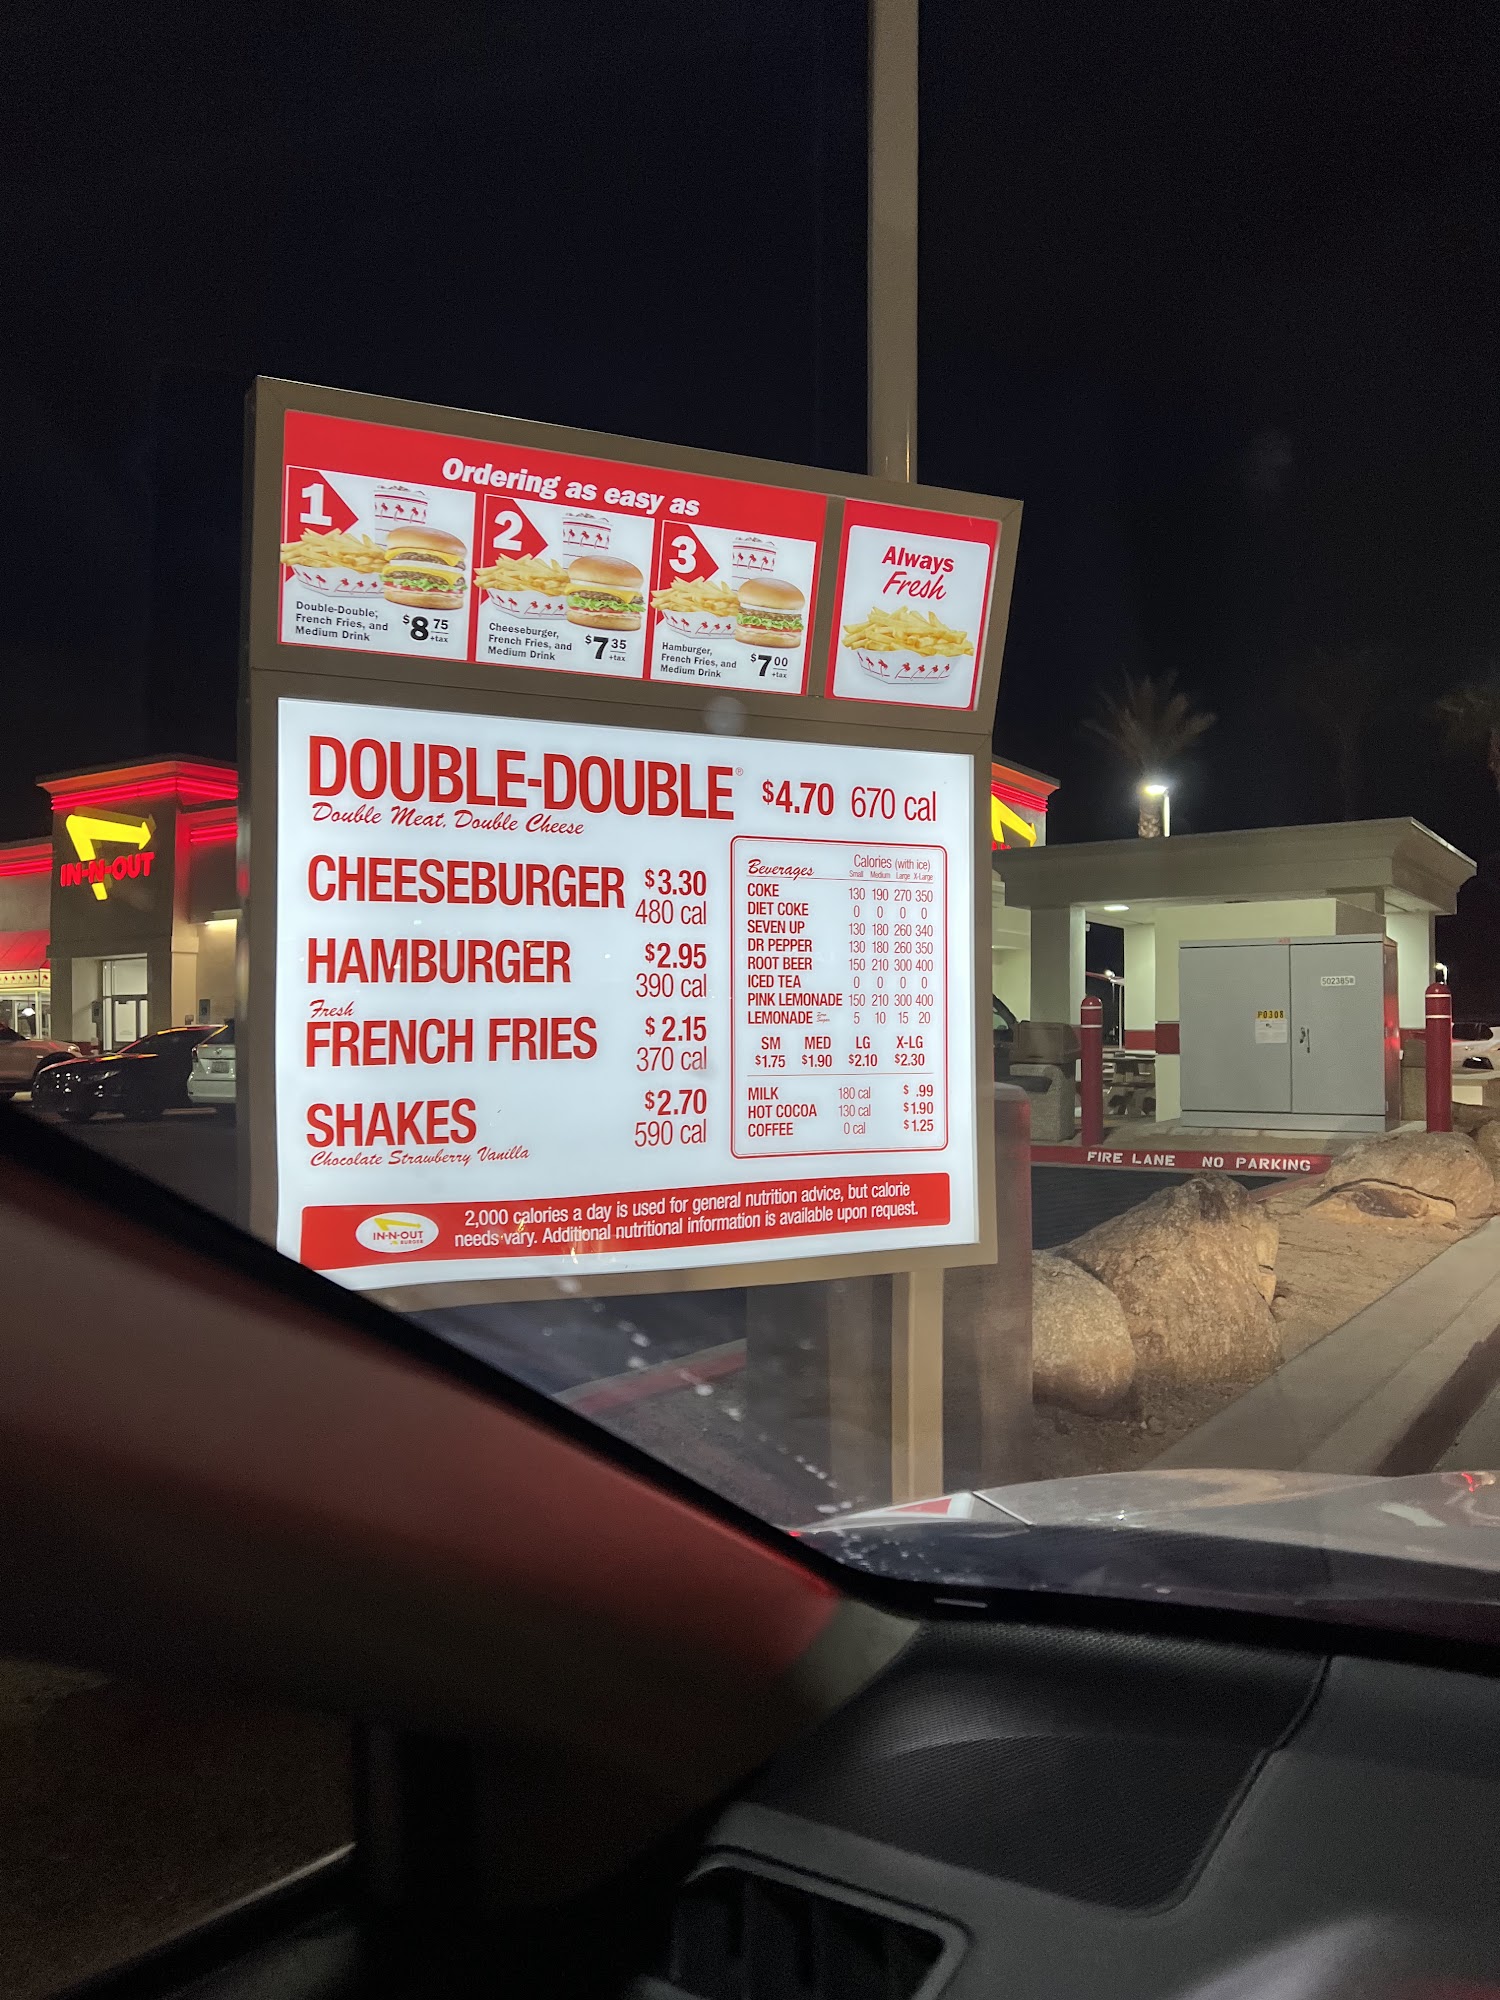 Ordering as easy as
1
Double-Double,
French Fries, and
Medium Drink
$8 75
+tax
2
Cheeseburger,
French Fries, and
Medium Drink
$7 35
+tax
3
Hamburger,
French Fries, and
Medium Drink
$7 00
+tax
Always
Fresh
DOUBLE-DOUBLE® $4.70 670 cal
Double Meat, Double Cheese
CHEESEBURGER $3.30
480 cal
HAMBURGER $2.95
390 cal
Fresh
FRENCH FRIES $2.15
370 cal
SHAKES $2.70
590 cal
Chocolate Strawberry Vanilla
Beverages Calories (with ice)
Small Medium Large X-Large
COKE 130 190 270 350
DIET COKE 0 0 0 0
SEVEN UP 130 180 260 340
DR PEPPER 130 180 260 350
ROOT BEER 150 210 300 400
ICED TEA 0 0 0 0
PINK LEMONADE 150 210 300 400
LEMONADE 5 10 15 20
SM MED LG X-LG
$1.75 $1.90 $2.10 $2.30
MILK 180 cal $ .99
HOT COCOA 130 cal $1.90
COFFEE 0 cal $1.25
IN-N-OUT
BURGER
2,000 calories a day is used for general nutrition advice, but calorie
needs vary. Additional nutritional information is available upon request.
IN-N-OUT
P0308
FIRE LANE NO PARKING